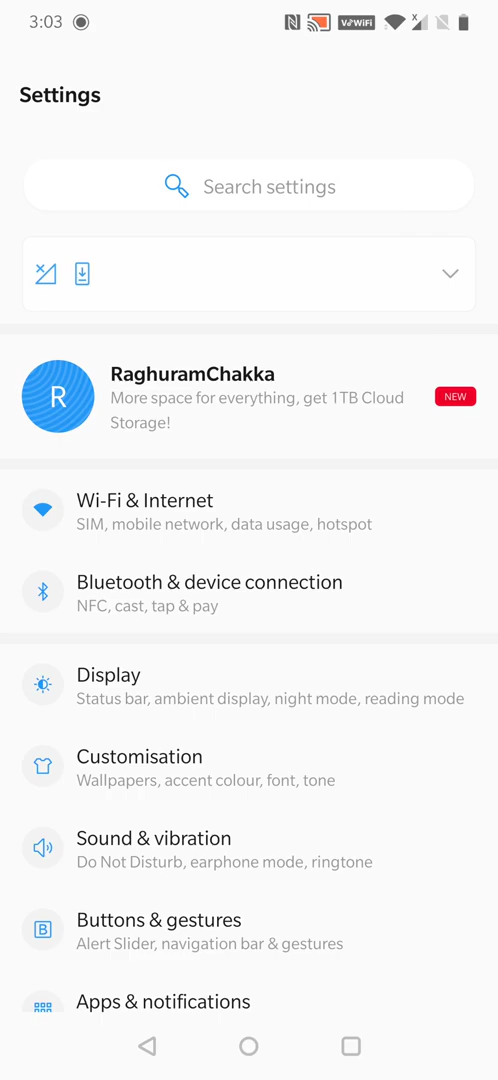 3:03
VoWiFi
x
Settings
Search settings
R
RaghuramChakka
More space for everything, get 1TB Cloud
Storage!
NEW
Wi-Fi & Internet
SIM, mobile network, data usage, hotspot
Bluetooth & device connection
NFC, cast, tap & pay
Display
Status bar, ambient display, night mode, reading mode
Customisation
Wallpapers, accent colour, font, tone
Sound & vibration
Do Not Disturb, earphone mode, ringtone
B
Buttons & gestures
Alert Slider, navigation bar & gestures
Apps & notifications